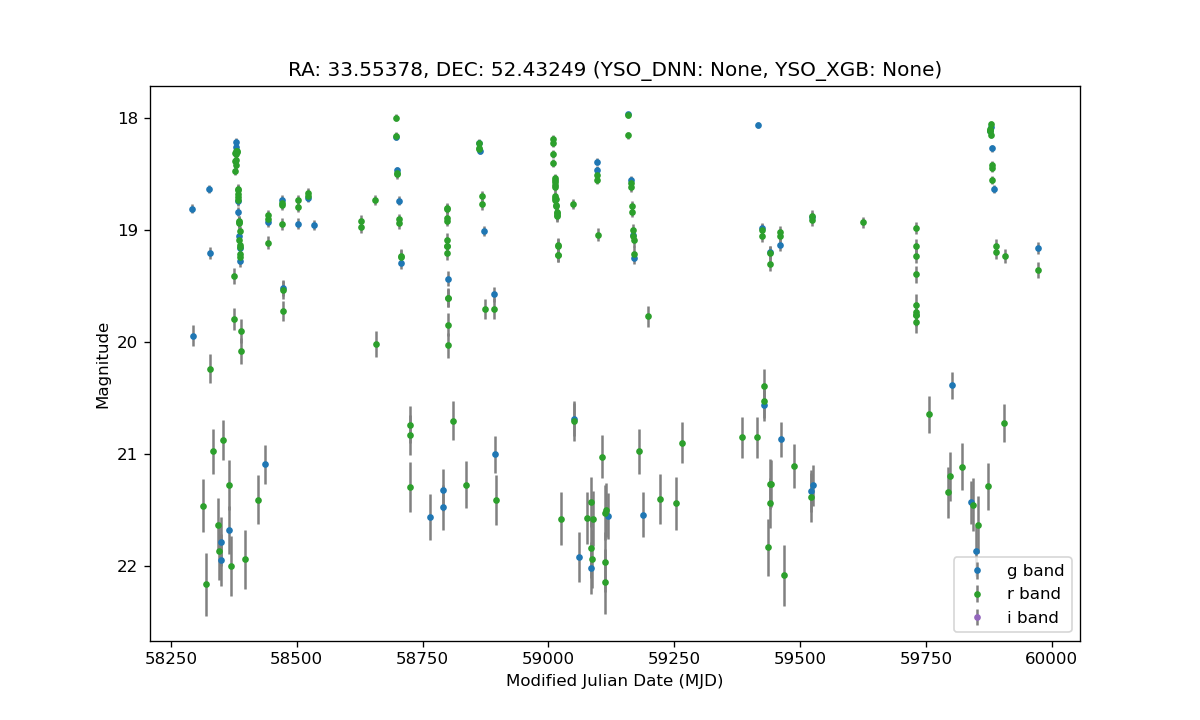 RA: 33.55378, DEC: 52.43249 (YSO_DNN: None, YSO_XGB: None)
18
19
20
21
22
Magnitude
g band
r band
i band
58250 58500 58750 59000 59250 59500 59750 60000
Modified Julian Date (MJD)